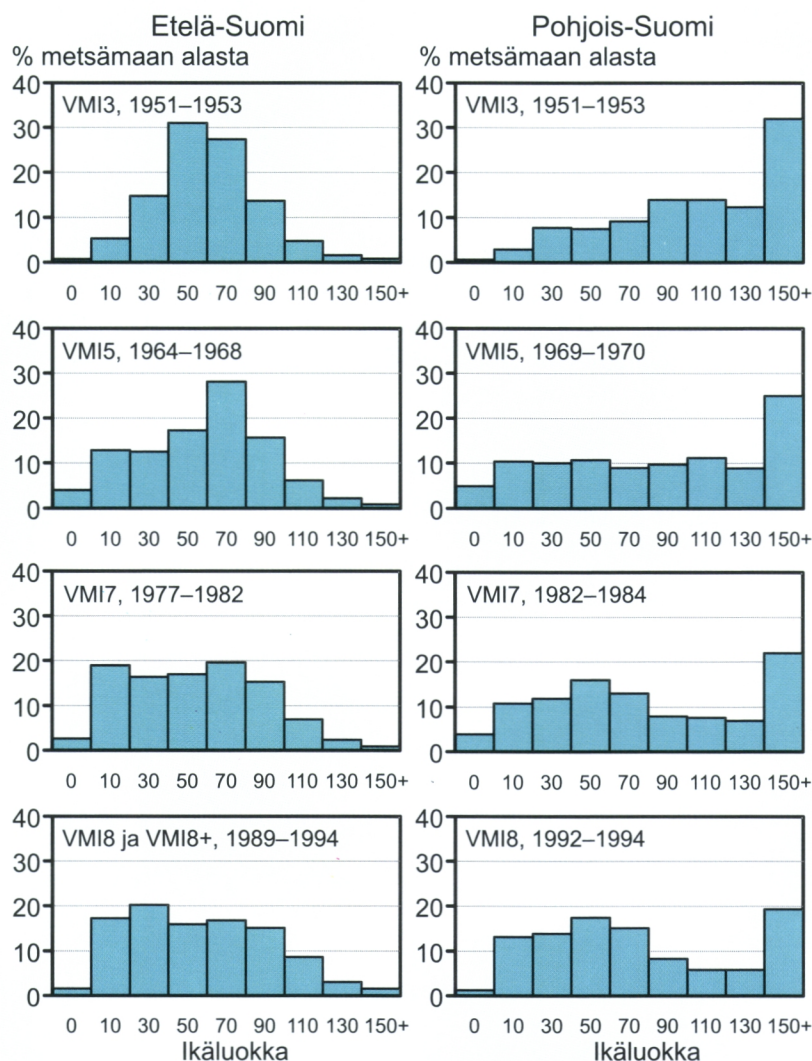 Etelä-Suomi
% metsämaan alasta
40
30
20
10
0
VMI3, 1951–1953
0 10 30 50 70 90 110 130 150+
40
30
20
10
0
VMI5, 1964–1968
0 10 30 50 70 90 110 130 150+
40
30
20
10
0
VMI7, 1977–1982
0 10 30 50 70 90 110 130 150+
40
30
20
10
0
VMI8 ja VMI8+, 1989–1994
0 10 30 50 70 90 110 130 150+
Ikäluokka
Pohjois-Suomi
% metsämaan alasta
40
30
20
10
0
VMI3, 1951–1953
0 10 30 50 70 90 110 130 150+
40
30
20
10
0
VMI5, 1969–1970
0 10 30 50 70 90 110 130 150+
40
30
20
10
0
VMI7, 1982–1984
0 10 30 50 70 90 110 130 150+
40
30
20
10
0
VMI8, 1992–1994
0 10 30 50 70 90 110 130 150+
Ikäluokka